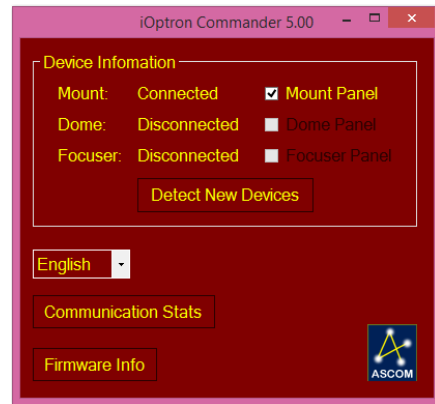 iOptron Commander 5.00
Device Infomation
Mount: Connected Mount Panel
Dome: Disconnected Dome Panel
Focuser: Disconnected Focuser Panel
Detect New Devices
English
Communication Stats
Firmware Info
ASCOM